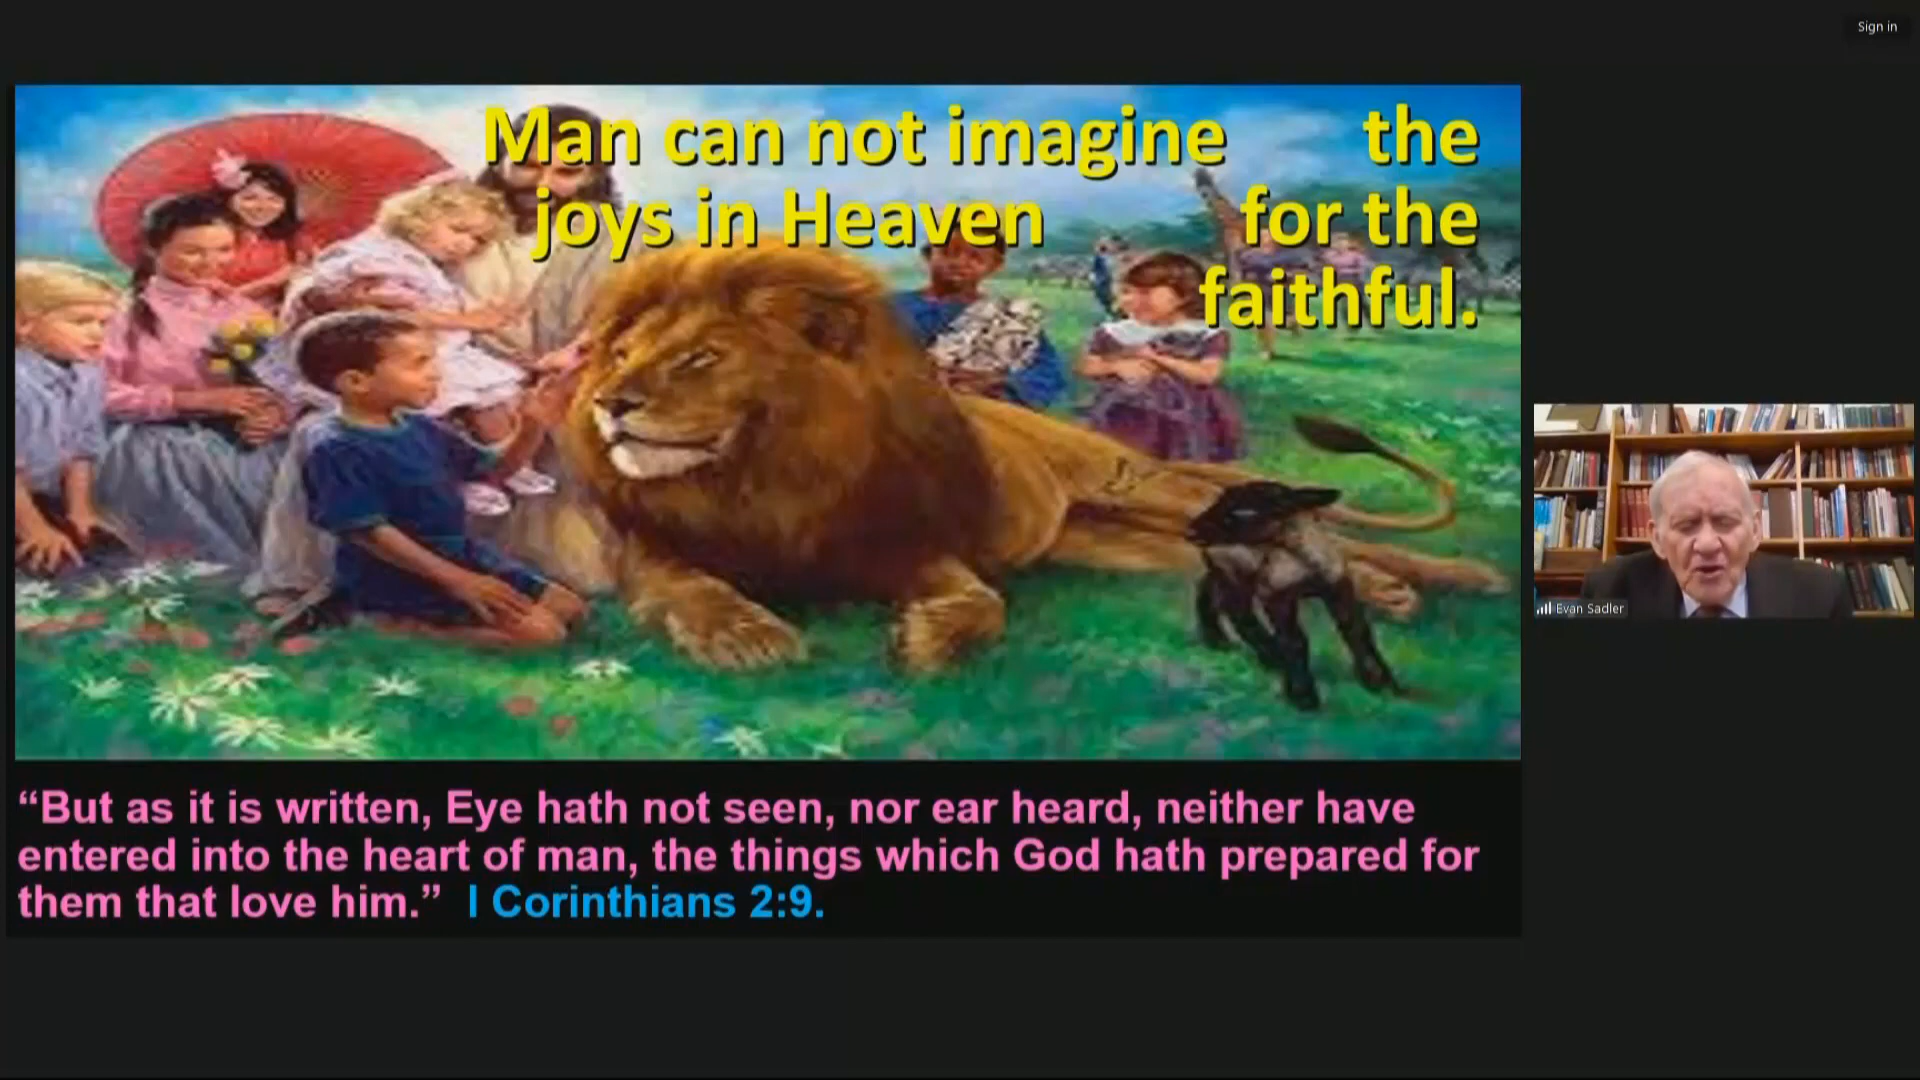 Sign in
Man can not imagine the
joys in Heaven for the
faithful.
Evan Sadler
“But as it is written, Eye hath not seen, nor ear heard, neither have
entered into the heart of man, the things which God hath prepared for
them that love him.” I Corinthians 2:9.